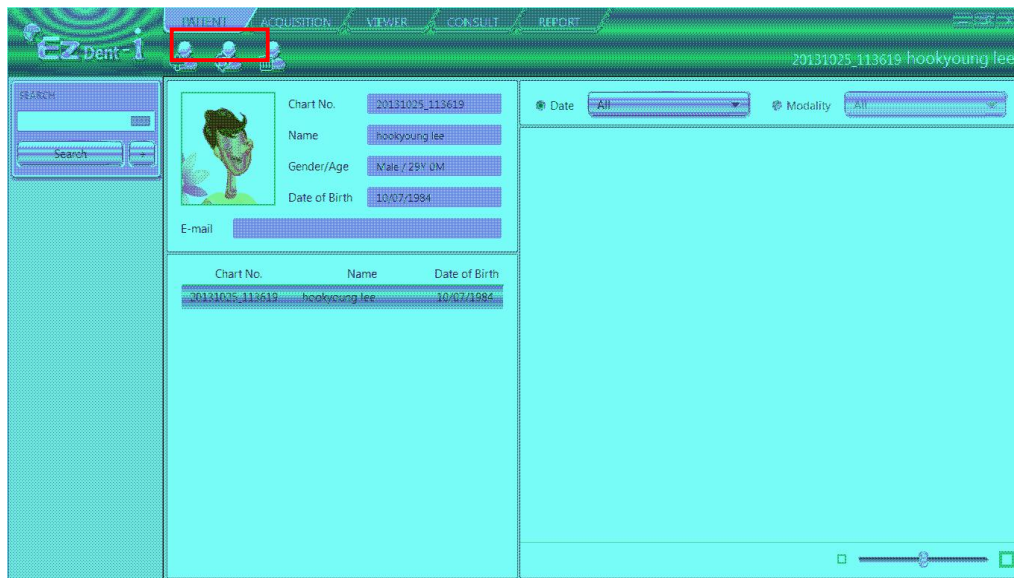 PATIENT ACQUISITION VIEWER CONSULT REPORT
Ez Dent-i
20131025_113619 hookyoung lee
SEARCH
Search +
Chart No. 20131025_113619
Name hookyoung lee
Gender/Age Male / 29Y 0M
Date of Birth 10/07/1984
E-mail
Chart No. Name Date of Birth
20131025_113619 hookyoung lee 10/07/1984
Date All Modality All